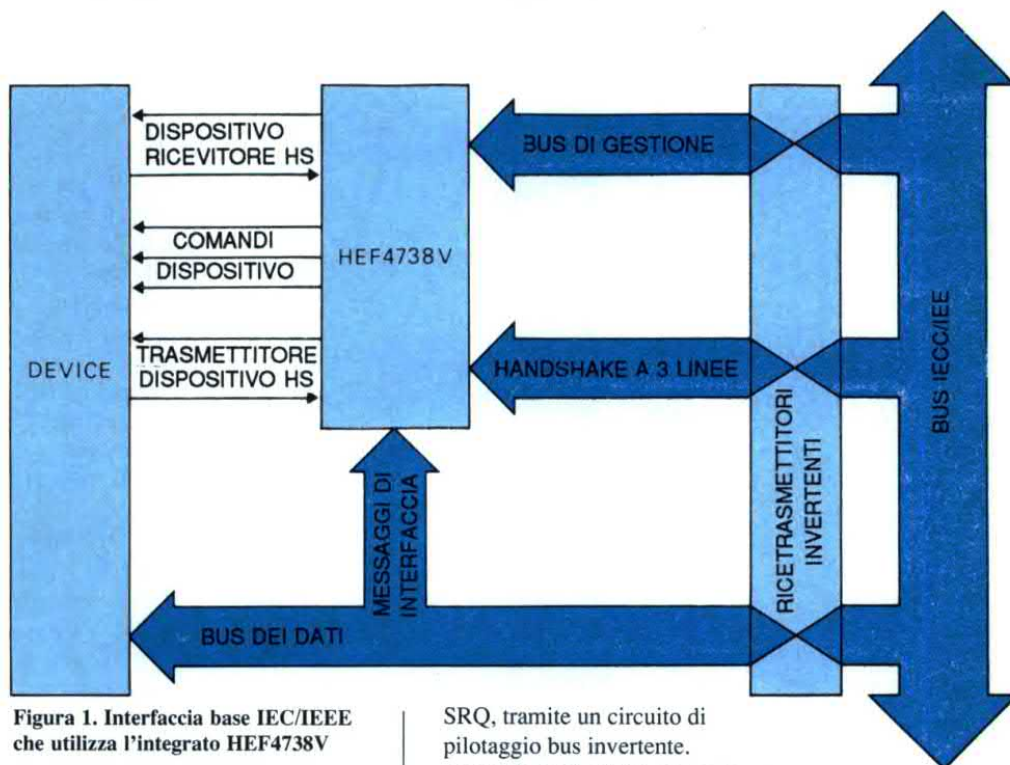 DISPOSITIVO
RICEVITORE HS
COMANDI
DISPOSITIVO
TRASMETTITORE
DISPOSITIVO HS
DEVICE
HEF4738V
BUS DI GESTIONE
HANDSHAKE A 3 LINEE
MESSAGGI DI
INTERFACCIA
BUS DEI DATI
RICETRASMETTITORI
INVERTENTI
BUS IECC/IEE
Figura 1. Interfaccia base IEC/IEEE
che utilizza l'integrato HEF4738V
SRQ, tramite un circuito di
pilotaggio bus invertente.